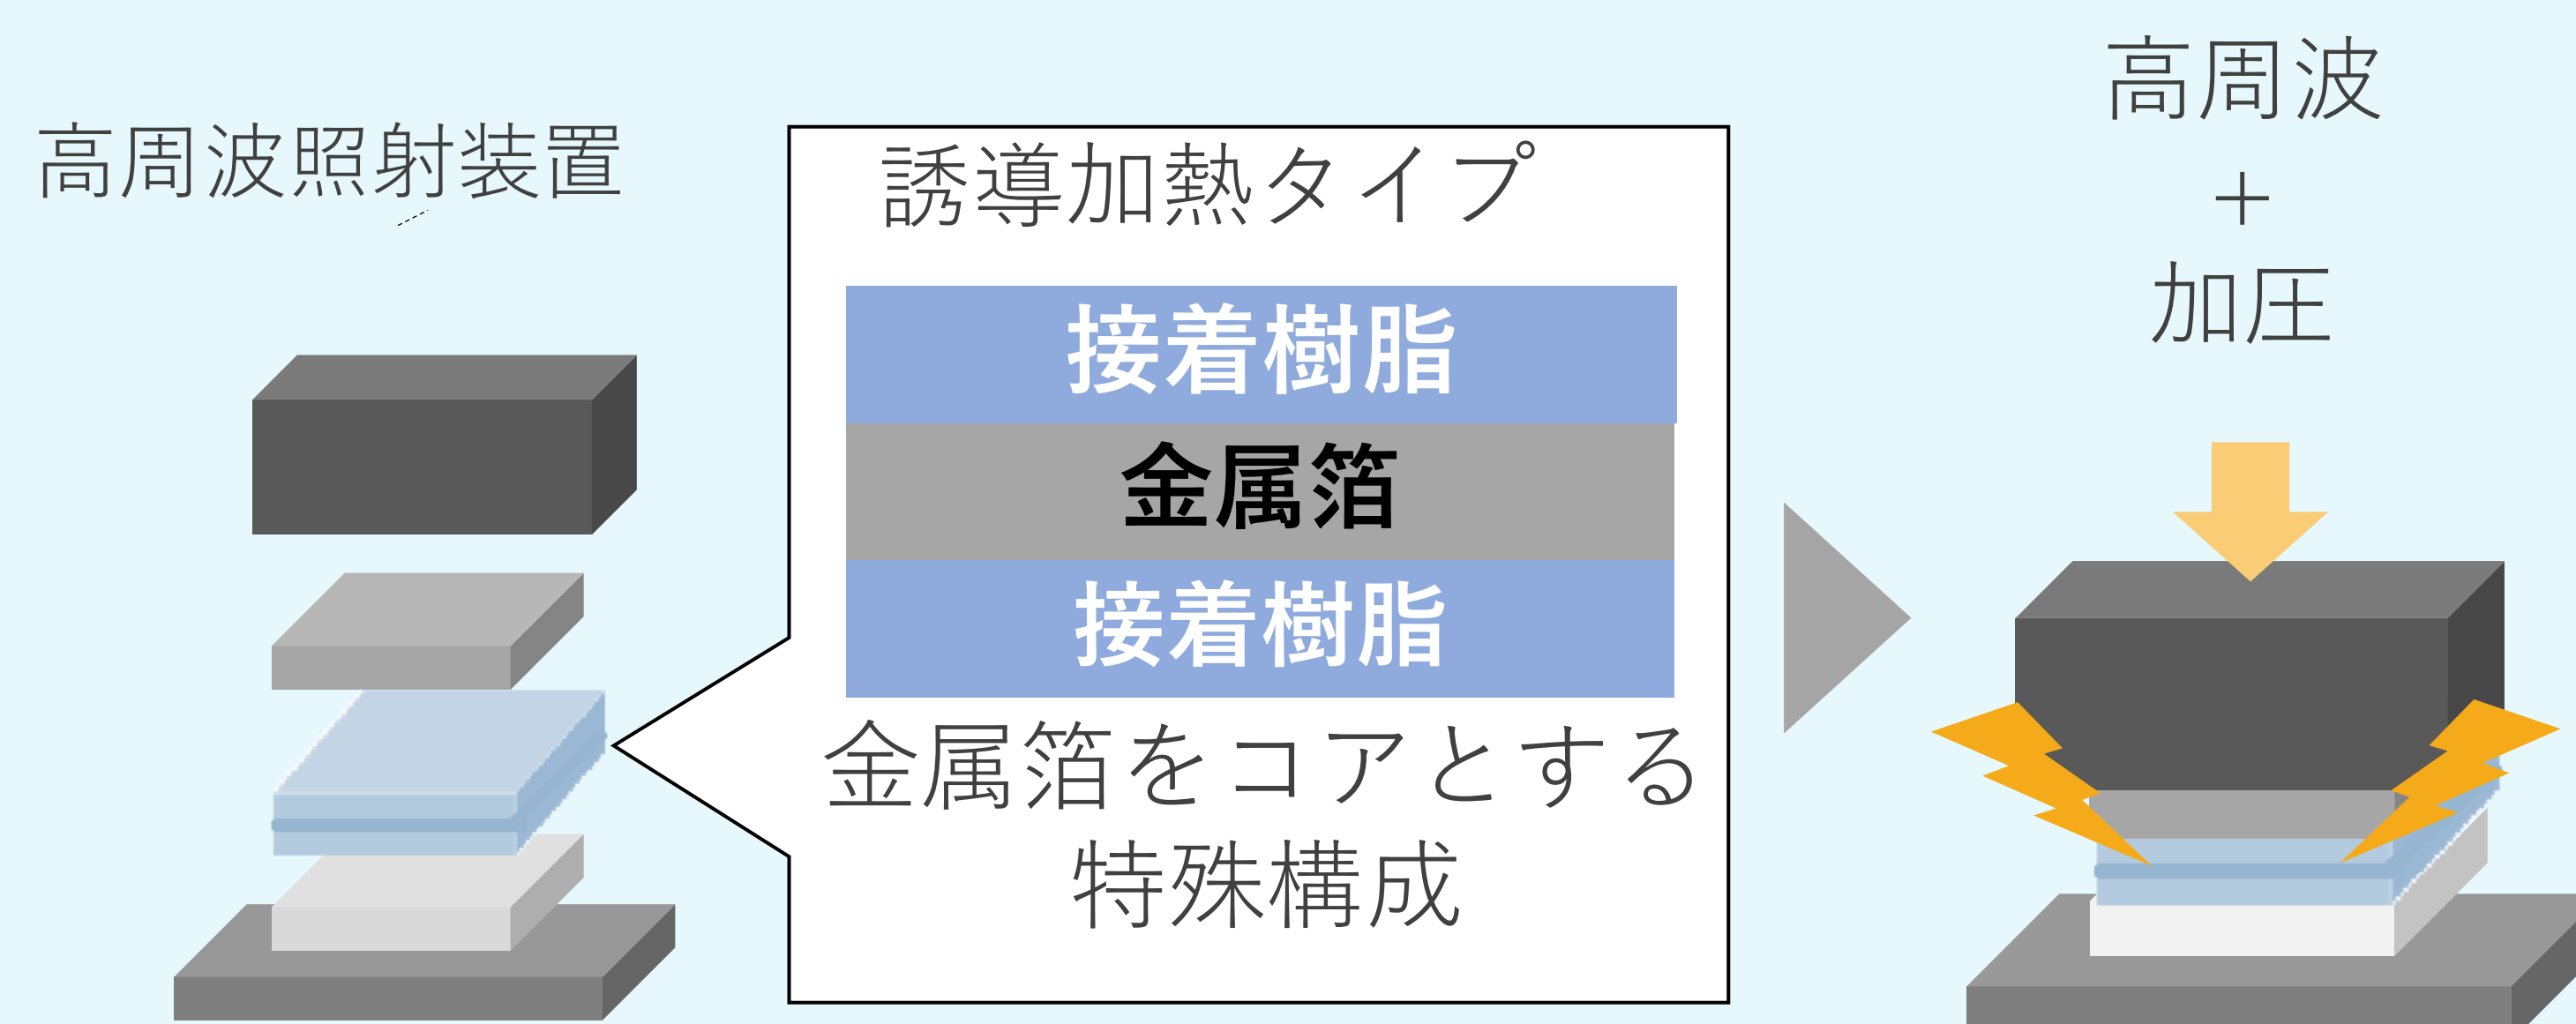 高周波照射装置
誘導加熱タイプ
接着樹脂
金属箔
接着樹脂
金属箔をコアとする
特殊構成
高周波
+
加圧